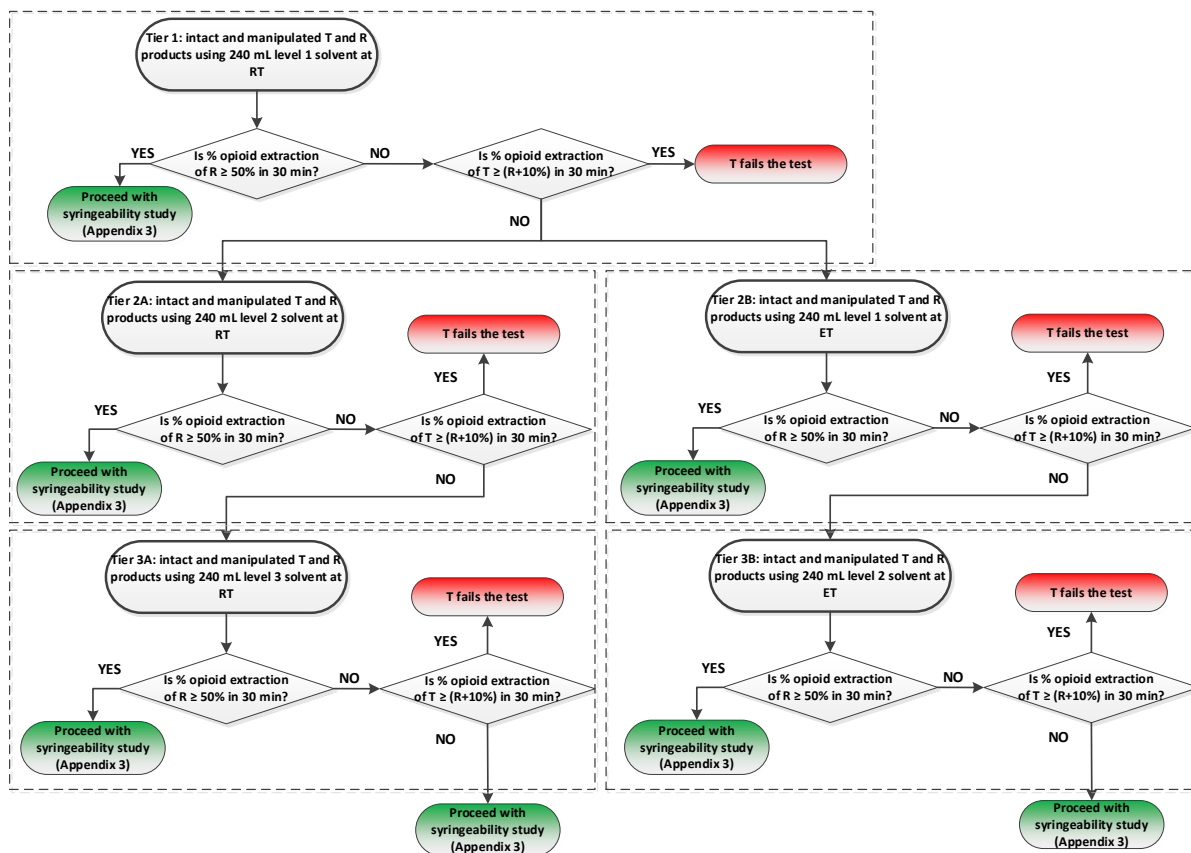 Tier 1: intact and manipulated T and R
products using 240 mL level 1 solvent at
RT
YES
Is % opioid extraction
of R ≥ 50% in 30 min?
NO
Is % opioid extraction
of T ≥ (R+10%) in 30 min?
YES
T fails the test
Proceed with
syringeability study
(Appendix 3)
NO
Tier 2A: intact and manipulated T and R
products using 240 mL level 2 solvent at
RT
T fails the test
YES
YES
Is % opioid extraction
of R ≥ 50% in 30 min?
NO
Is % opioid extraction
of T ≥ (R+10%) in 30 min?
Proceed with
syringeability study
(Appendix 3)
NO
Tier 2B: intact and manipulated T and R
products using 240 mL level 1 solvent at
ET
T fails the test
YES
YES
Is % opioid extraction
of R ≥ 50% in 30 min?
NO
Is % opioid extraction
of T ≥ (R+10%) in 30 min?
Proceed with
syringeability study
(Appendix 3)
NO
Tier 3A: intact and manipulated T and R
products using 240 mL level 3 solvent at
RT
T fails the test
YES
YES
Is % opioid extraction
of R ≥ 50% in 30 min?
NO
Is % opioid extraction
of T ≥ (R+10%) in 30 min?
Proceed with
syringeability study
(Appendix 3)
NO
Proceed with
syringeability study
(Appendix 3)
Tier 3B: intact and manipulated T and R
products using 240 mL level 2 solvent at
ET
T fails the test
YES
YES
Is % opioid extraction
of R ≥ 50% in 30 min?
NO
Is % opioid extraction
of T ≥ (R+10%) in 30 min?
Proceed with
syringeability study
(Appendix 3)
NO
Proceed with
syringeability study
(Appendix 3)